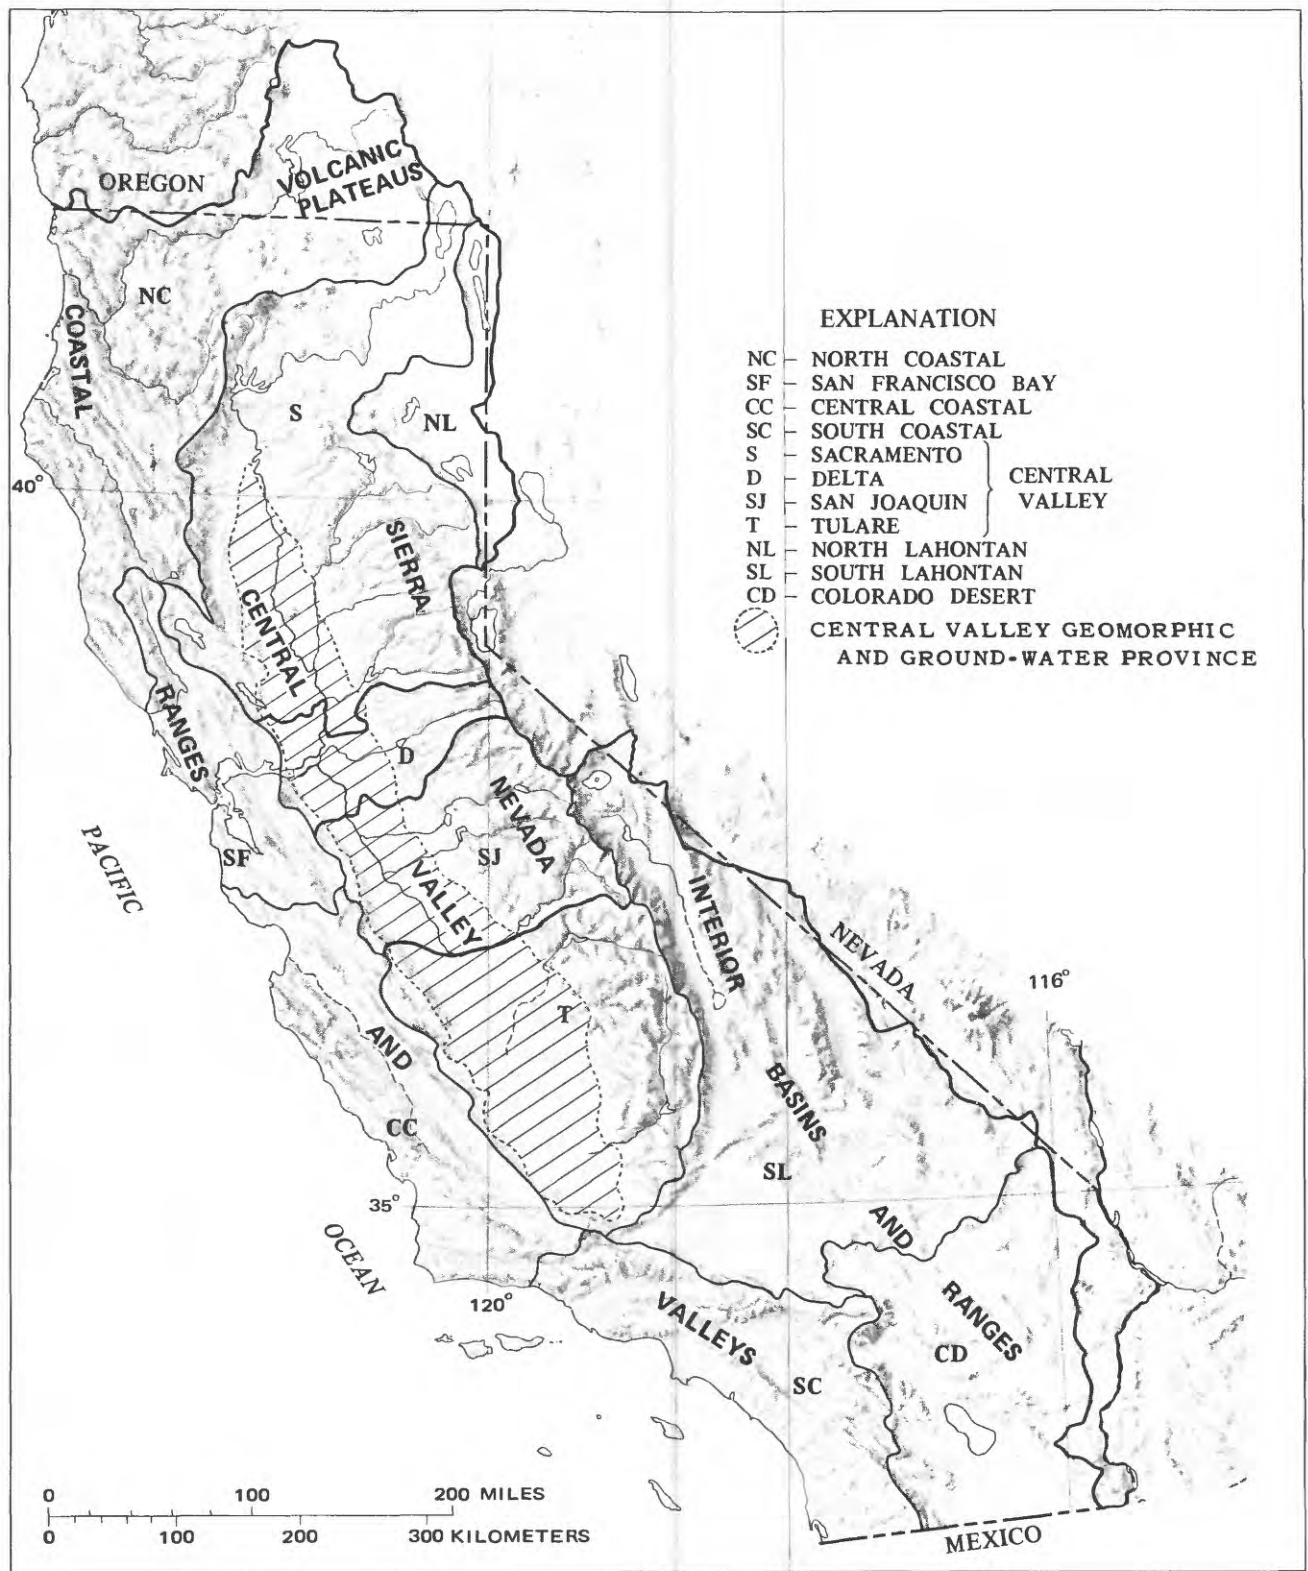 OREGON
VOLCANIC
PLATEAUS
NC
COASTAL
EXPLANATION
NC – NORTH COASTAL
SF – SAN FRANCISCO BAY
CC – CENTRAL COASTAL
SC – SOUTH COASTAL
S – SACRAMENTO
D – DELTA
SJ – SAN JOAQUIN
T – TULARE
CENTRAL
VALLEY
NL – NORTH LAHONTAN
SL – SOUTH LAHONTAN
CD – COLORADO DESERT
CENTRAL VALLEY GEOMORPHIC
AND GROUND-WATER PROVINCE
S
NL
40°
SIERRA
CENTRAL
RANGES
D
NEVADA
PACIFIC
SF
SJ
VALLEY
INTERIOR
NEVADA
116°
T
AND
BASINS
CC
SL
35°
AND
OCEAN
120°
VALLEYS
RANGES
CD
SC
0 100 200 MILES
0 100 200 300 KILOMETERS
MEXICO